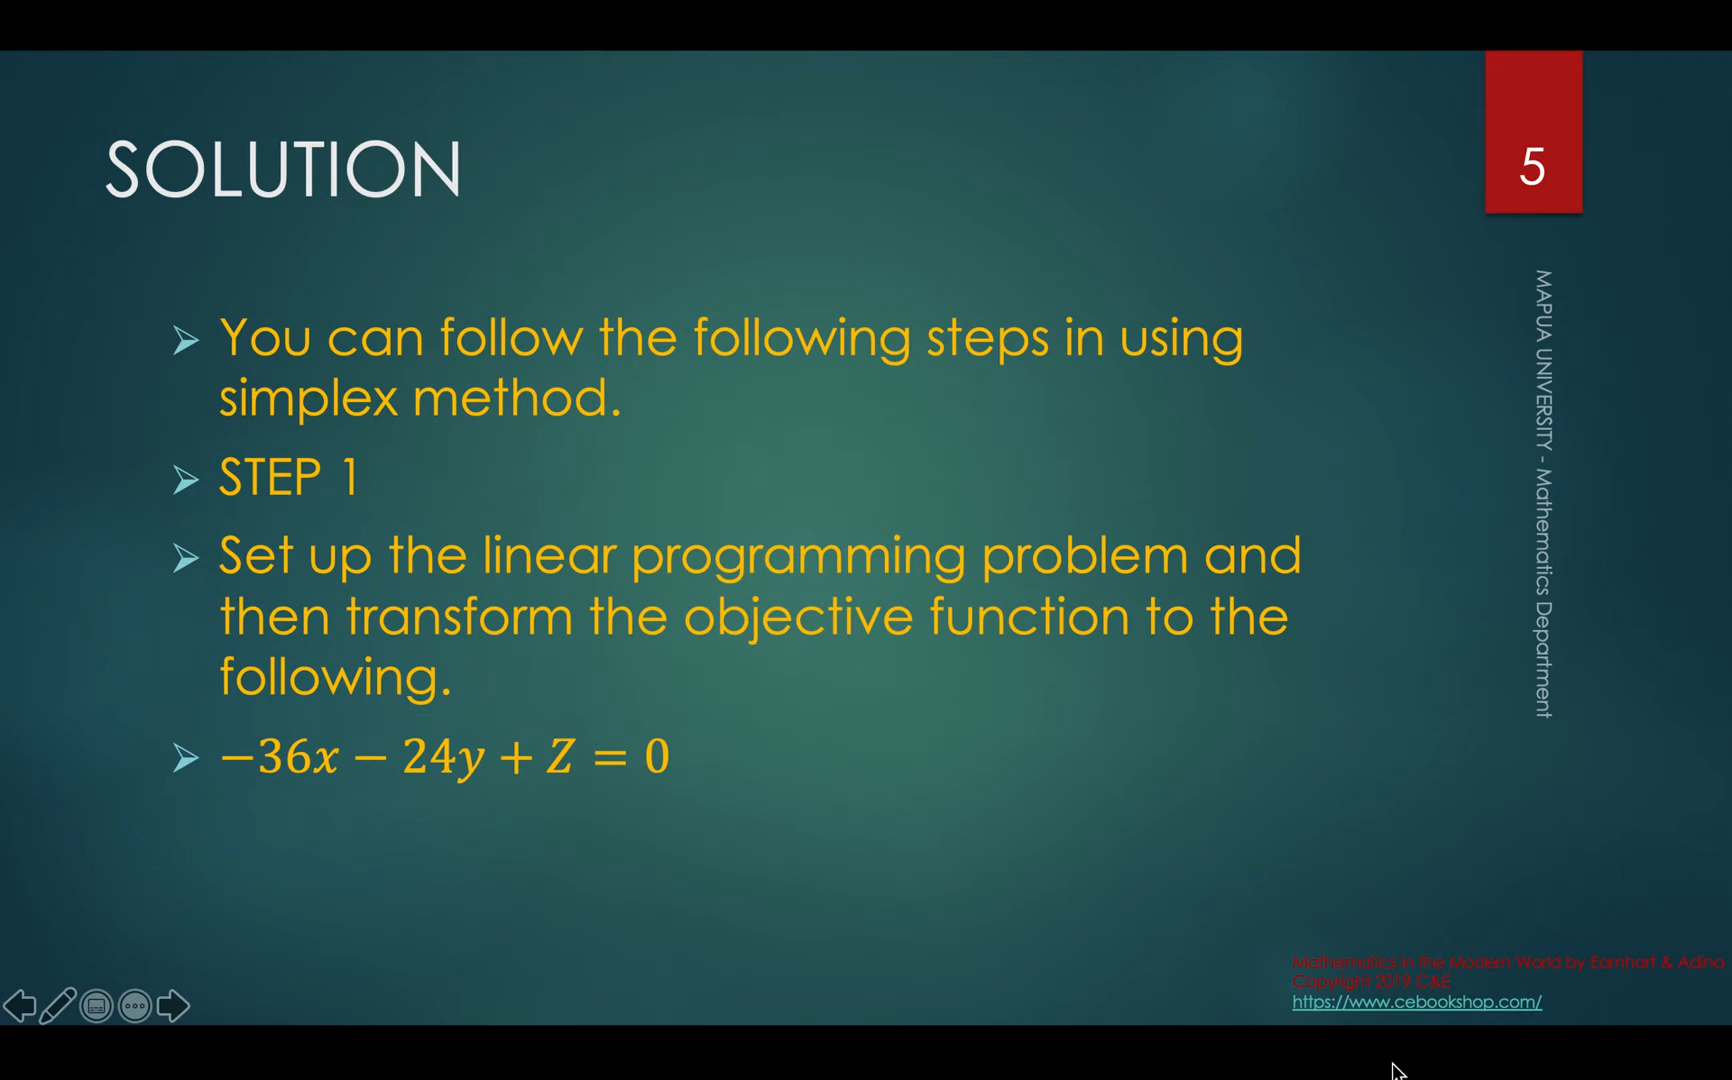 SOLUTION
5
You can follow the following steps in using
simplex method.
STEP 1
Set up the linear programming problem and
then transform the objective function to the
following.
−36x − 24y + Z = 0
MAPUA UNIVERSITY - Mathematics Department
Mathematics in the Modern World by Earnhart & Adina
Copyright 2019 C&E
https://www.cebookshop.com/